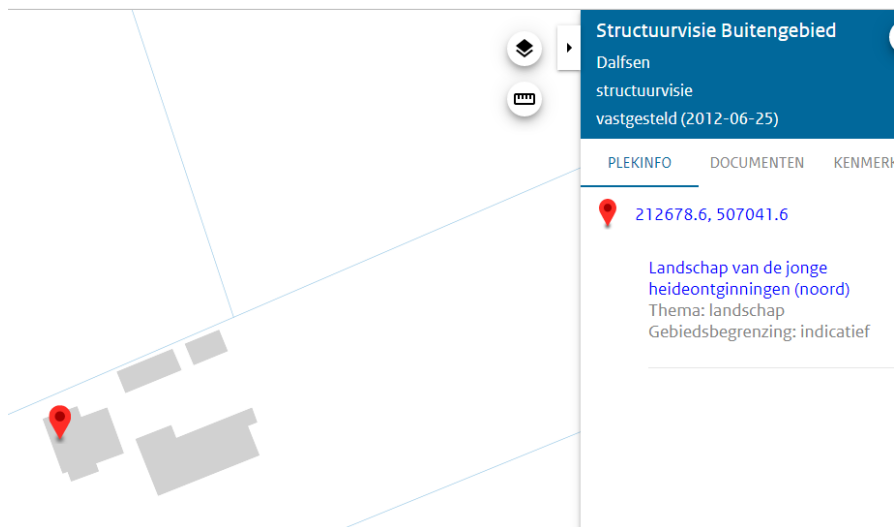 Structuurvisie Buitengebied
Dalfsen
structuurvisie
vastgesteld (2012-06-25)
PLEKINFO DOCUMENTEN KENMERK
212678.6, 507041.6
Landschap van de jonge
heideontginningen (noord)
Thema: landschap
Gebiedsbegrenzing: indicatief